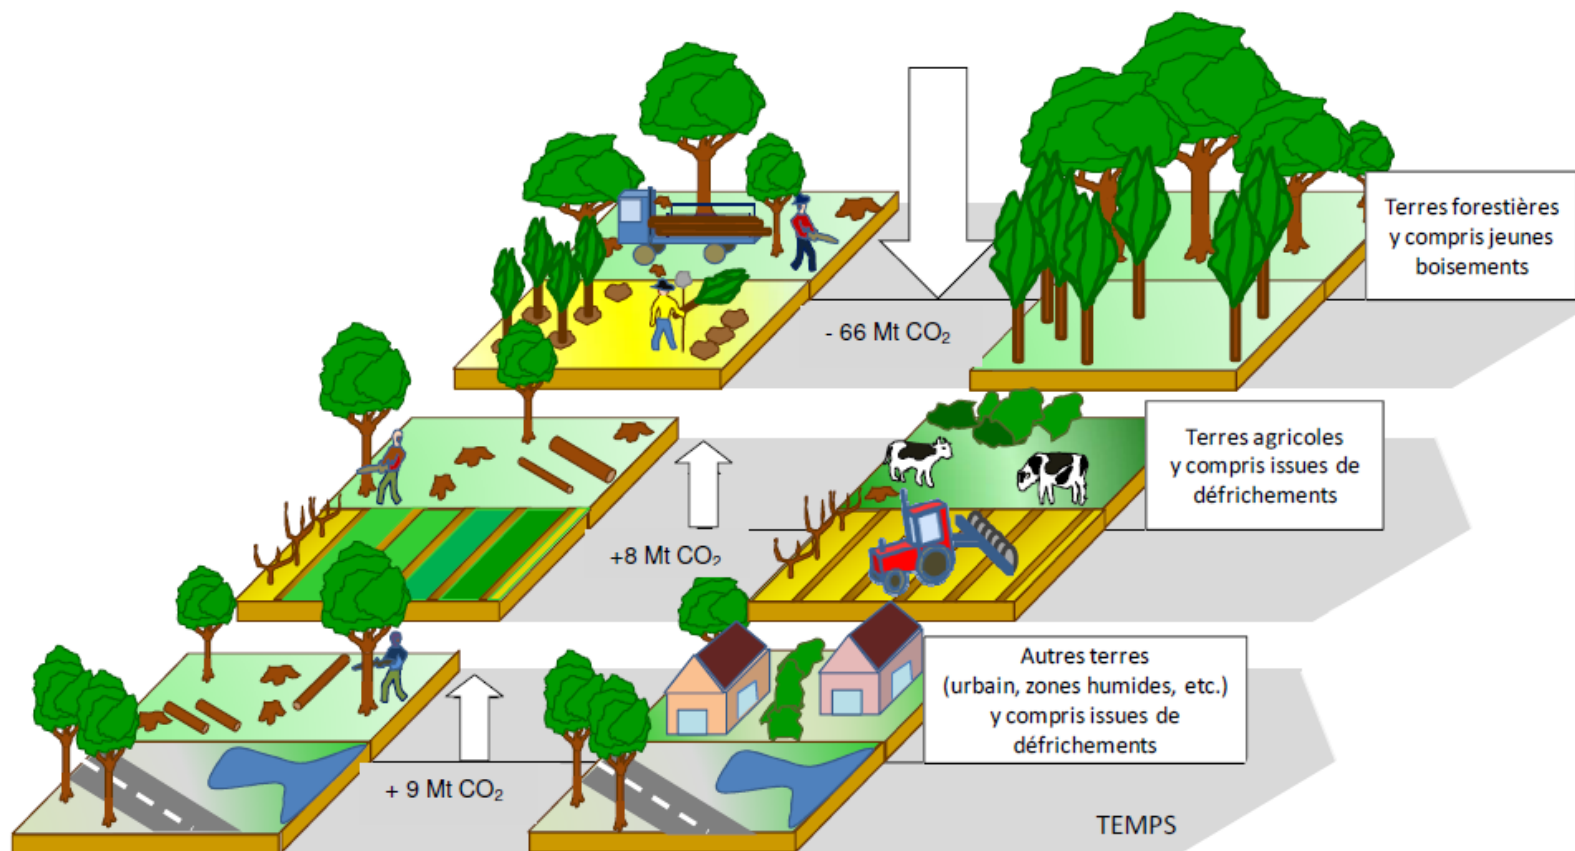 Terres forestières
y compris jeunes
boisements
- 66 Mt CO₂
Terres agricoles
y compris issues de
défrichements
+8 Mt CO₂
Autres terres
(urbain, zones humides, etc.)
y compris issues de
défrichements
+ 9 Mt CO₂
TEMPS